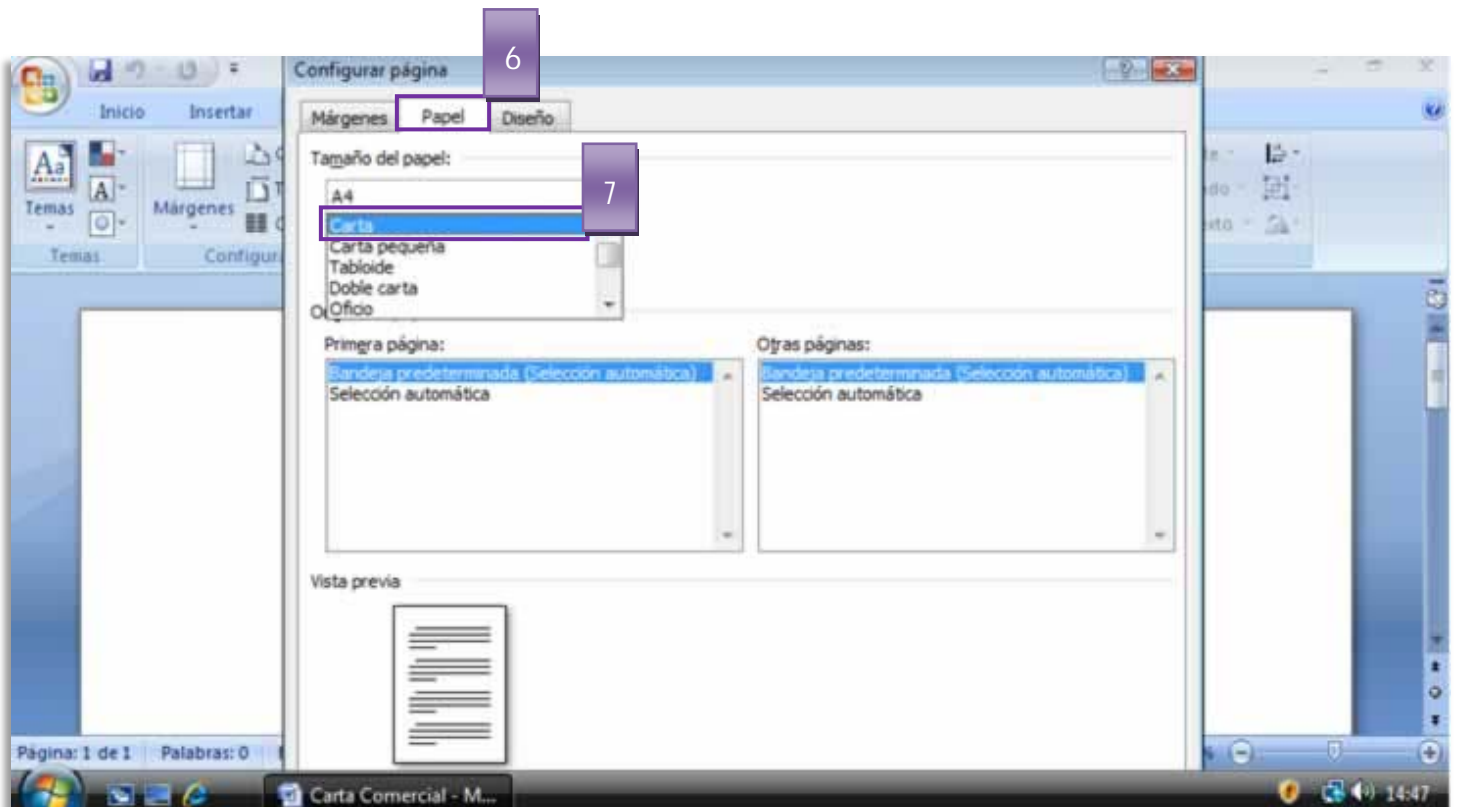 6
Configurar página
Inicio Insertar
Márgenes Papel Diseño
Tamaño del papel:
A4
7
Carta
Carta pequeña
Tabloide
Doble carta
Oficio
Aa
A
Temas
Márgenes
Temas
Configur
Primera página:
Otras páginas:
Bandeja predeterminada (Selección automática)
Selección automática
Bandeja predeterminada (Selección automática)
Selección automática
Vista previa
Página: 1 de 1 Palabras: 0
Carta Comercial - M...
14:47